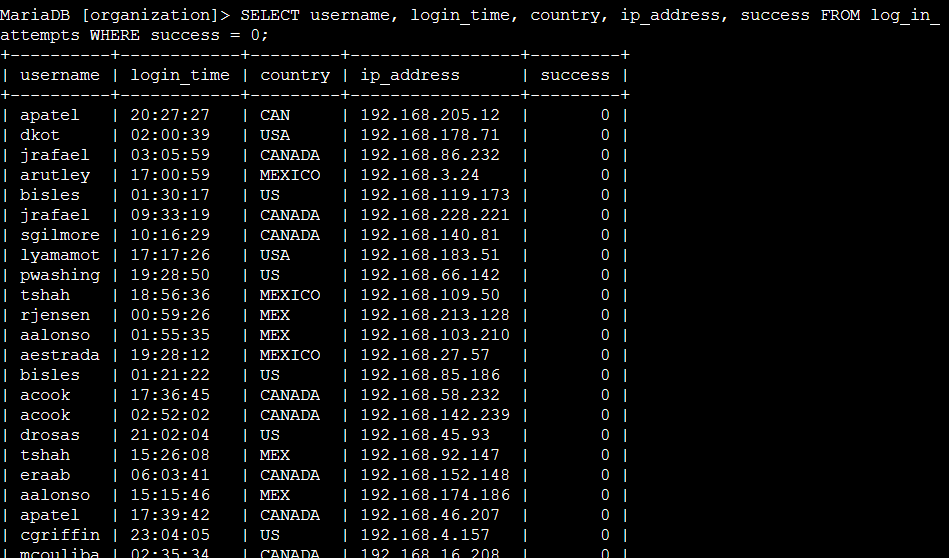 MariaDB [organization]> SELECT username, login_time, country, ip_address, success FROM log_in_
attempts WHERE success = 0;
+----------+------------+---------+-----------------+---------+
| username | login_time | country | ip_address      | success |
+----------+------------+---------+-----------------+---------+
| apatel   | 20:27:27   | CAN     | 192.168.205.12  |       0 |
| dkot     | 02:00:39   | USA     | 192.168.178.71  |       0 |
| jrafael  | 03:05:59   | CANADA  | 192.168.86.232  |       0 |
| arutley  | 17:00:59   | MEXICO  | 192.168.3.24    |       0 |
| bisles   | 01:30:17   | US      | 192.168.119.173 |       0 |
| jrafael  | 09:33:19   | CANADA  | 192.168.228.221 |       0 |
| sgilmore | 10:16:29   | CANADA  | 192.168.140.81  |       0 |
| lyamamot | 17:17:26   | USA     | 192.168.183.51  |       0 |
| pwashing | 19:28:50   | US      | 192.168.66.142  |       0 |
| tshah    | 18:56:36   | MEXICO  | 192.168.109.50  |       0 |
| rjensen  | 00:59:26   | MEX     | 192.168.213.128 |       0 |
| aalonso  | 01:55:35   | MEX     | 192.168.103.210 |       0 |
| aestrada | 19:28:12   | MEXICO  | 192.168.27.57   |       0 |
| bisles   | 01:21:22   | US      | 192.168.85.186  |       0 |
| acook    | 17:36:45   | CANADA  | 192.168.58.232  |       0 |
| acook    | 02:52:02   | CANADA  | 192.168.142.239 |       0 |
| drosas   | 21:02:04   | US      | 192.168.45.93   |       0 |
| tshah    | 15:26:08   | MEX     | 192.168.92.147  |       0 |
| eraab    | 06:03:41   | CANADA  | 192.168.152.148 |       0 |
| aalonso  | 15:15:46   | MEX     | 192.168.174.186 |       0 |
| apatel   | 17:39:42   | CANADA  | 192.168.46.207  |       0 |
| cgriffin | 23:04:05   | US      | 192.168.4.157   |       0 |
| mcouliba | 02:35:34   | CANADA  | 192.168.16.208  |       0 |